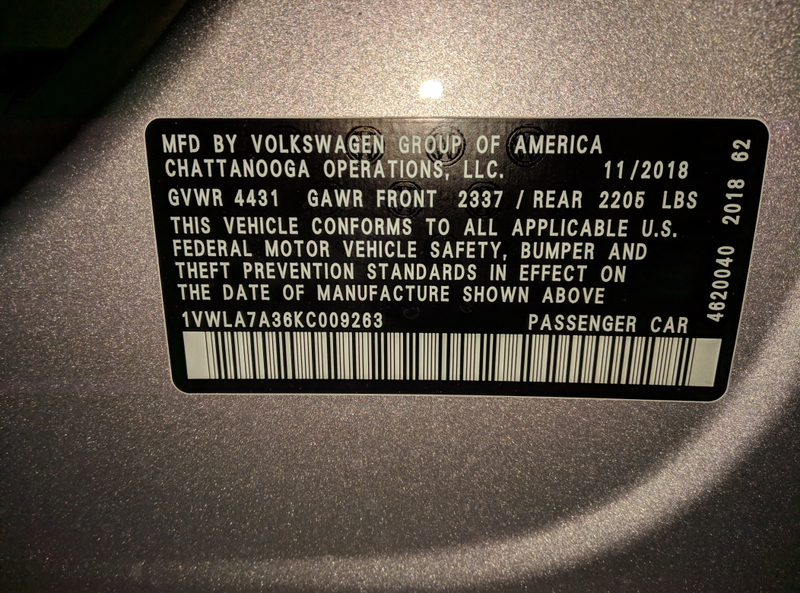 MFD BY VOLKSWAGEN GROUP OF AMERICA
CHATTANOOGA OPERATIONS, LLC. 11/2018
GVWR 4431 GAWR FRONT 2337 / REAR 2205 LBS
THIS VEHICLE CONFORMS TO ALL APPLICABLE U.S.
FEDERAL MOTOR VEHICLE SAFETY, BUMPER AND
THEFT PREVENTION STANDARDS IN EFFECT ON
THE DATE OF MANUFACTURE SHOWN ABOVE
1VWLA7A36KC009263 PASSENGER CAR
4620040 2018 62